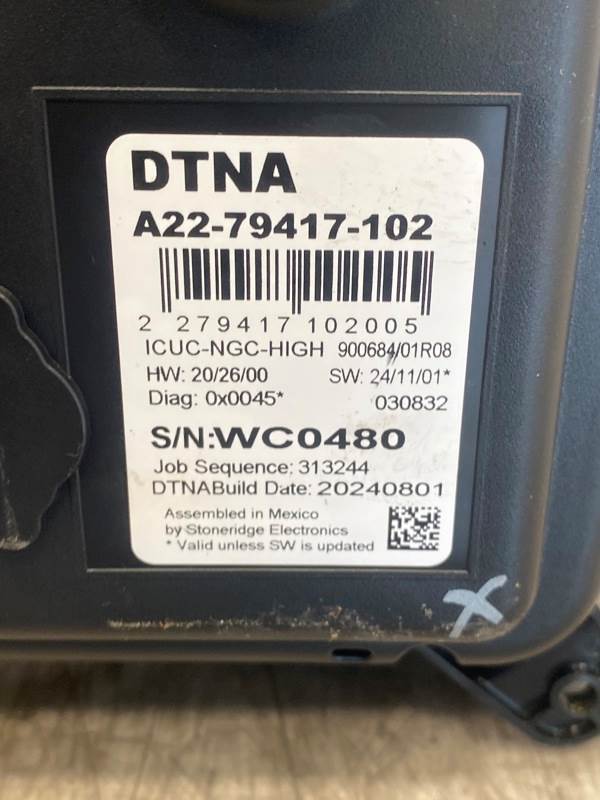 DTNA
A22-79417-102
2 279417 102005
ICUC-NGC-HIGH 900684/01R08
HW: 20/26/00 SW: 24/11/01*
Diag: 0x0045* 030832
S/N:WC0480
Job Sequence: 313244
DTNABuild Date: 20240801
Assembled in Mexico
by Stoneridge Electronics
* Valid unless SW is updated
X